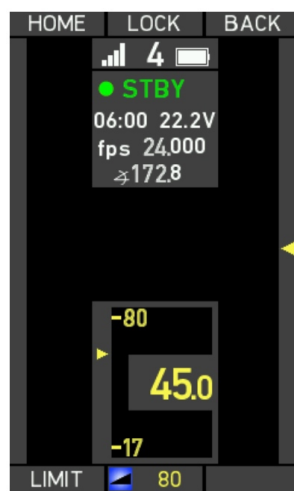 HOME LOCK BACK
4
STBY
06:00 22.2V
fps 24.000
∡172.8
-80
45.0
-17
LIMIT 80